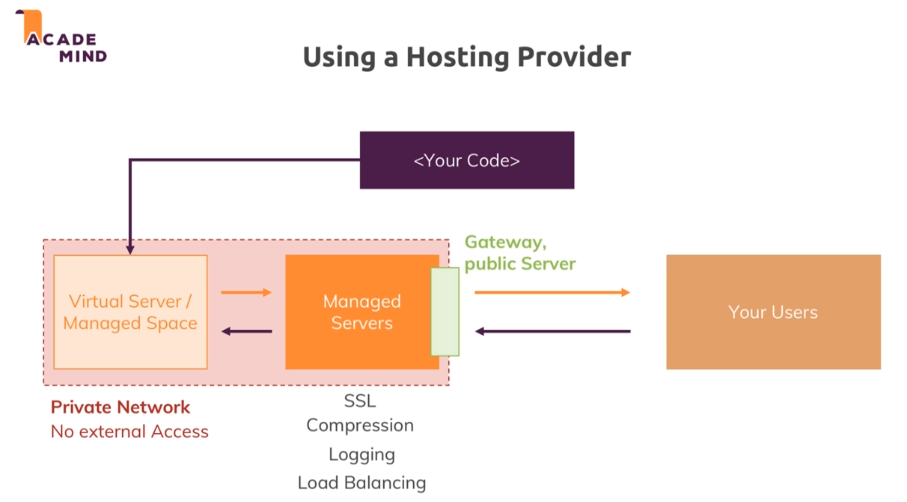 ACADE
MIND
Using a Hosting Provider
<Your Code>
Gateway,
public Server
Virtual Server /
Managed Space
Managed
Servers
Your Users
Private Network
No external Access
SSL
Compression
Logging
Load Balancing